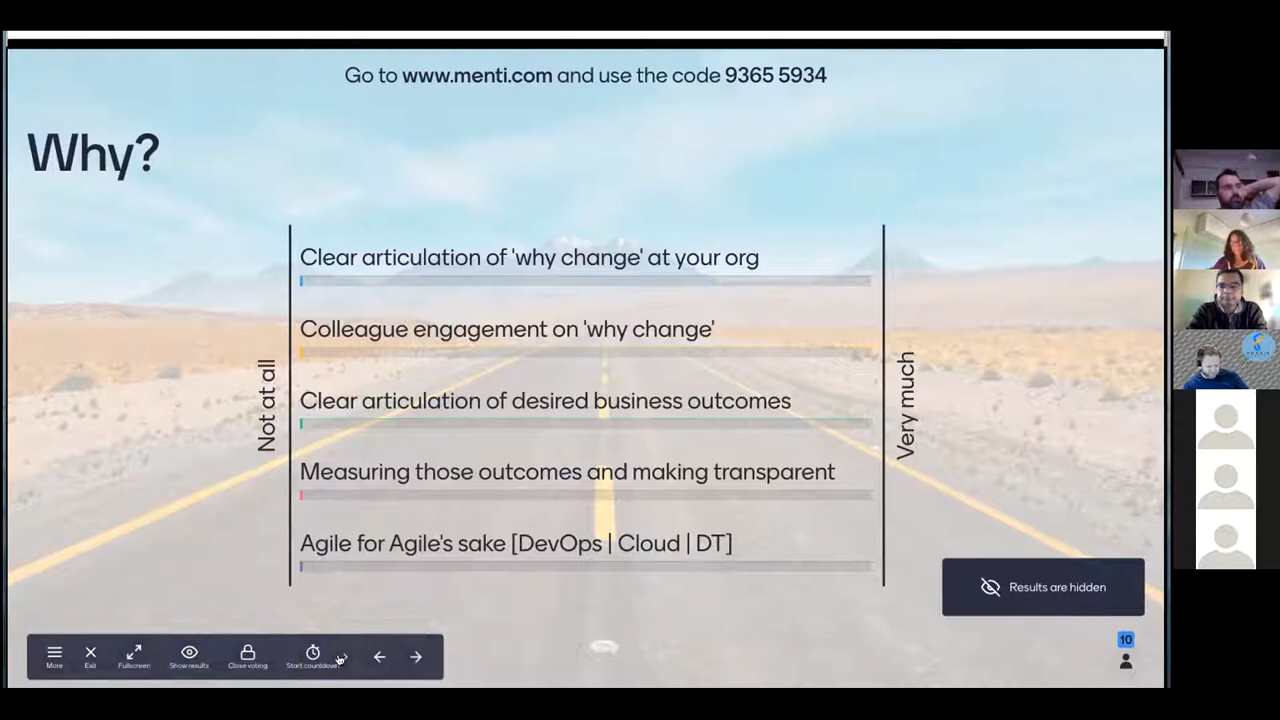 Go to www.menti.com and use the code 9365 5934
Why?
Not at all
Clear articulation of 'why change' at your org
Colleague engagement on 'why change'
Clear articulation of desired business outcomes
Measuring those outcomes and making transparent
Agile for Agile's sake [DevOps | Cloud | DT]
Very much
Results are hidden
More
Exit
Fullscreen
Show results
Close voting
Start countdown
10